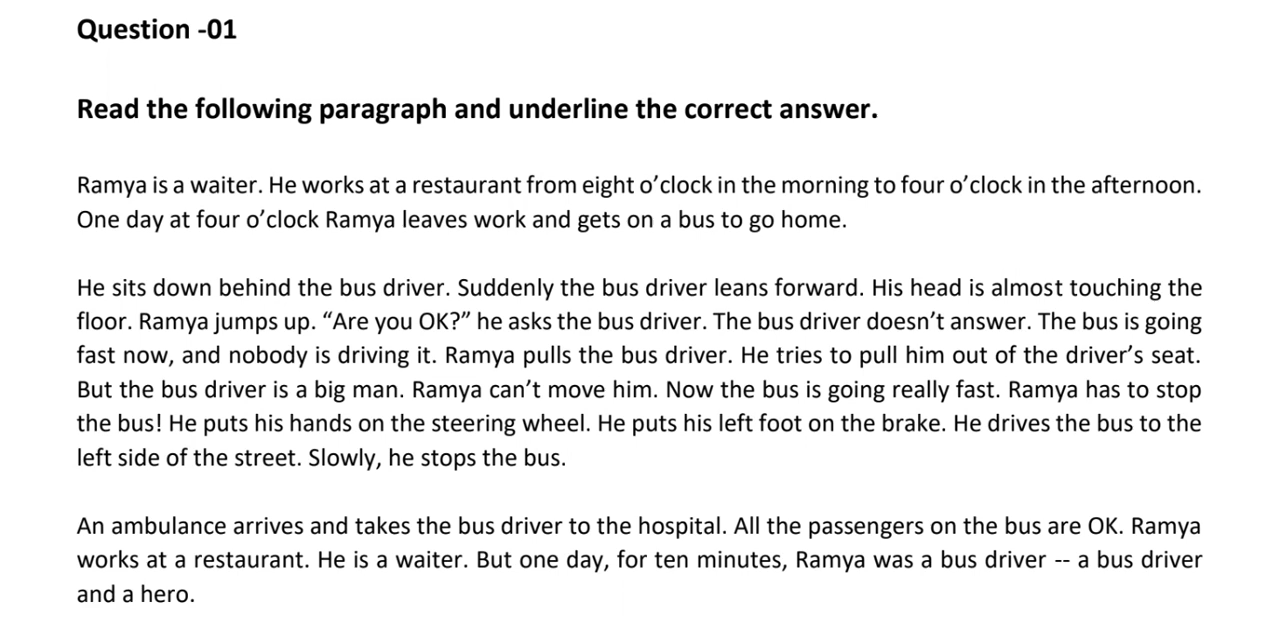 Question -01
Read the following paragraph and underline the correct answer.
Ramya is a waiter. He works at a restaurant from eight o’clock in the morning to four o’clock in the afternoon.
One day at four o’clock Ramya leaves work and gets on a bus to go home.
He sits down behind the bus driver. Suddenly the bus driver leans forward. His head is almost touching the
floor. Ramya jumps up. “Are you OK?” he asks the bus driver. The bus driver doesn’t answer. The bus is going
fast now, and nobody is driving it. Ramya pulls the bus driver. He tries to pull him out of the driver’s seat.
But the bus driver is a big man. Ramya can’t move him. Now the bus is going really fast. Ramya has to stop
the bus! He puts his hands on the steering wheel. He puts his left foot on the brake. He drives the bus to the
left side of the street. Slowly, he stops the bus.
An ambulance arrives and takes the bus driver to the hospital. All the passengers on the bus are OK. Ramya
works at a restaurant. He is a waiter. But one day, for ten minutes, Ramya was a bus driver -- a bus driver
and a hero.